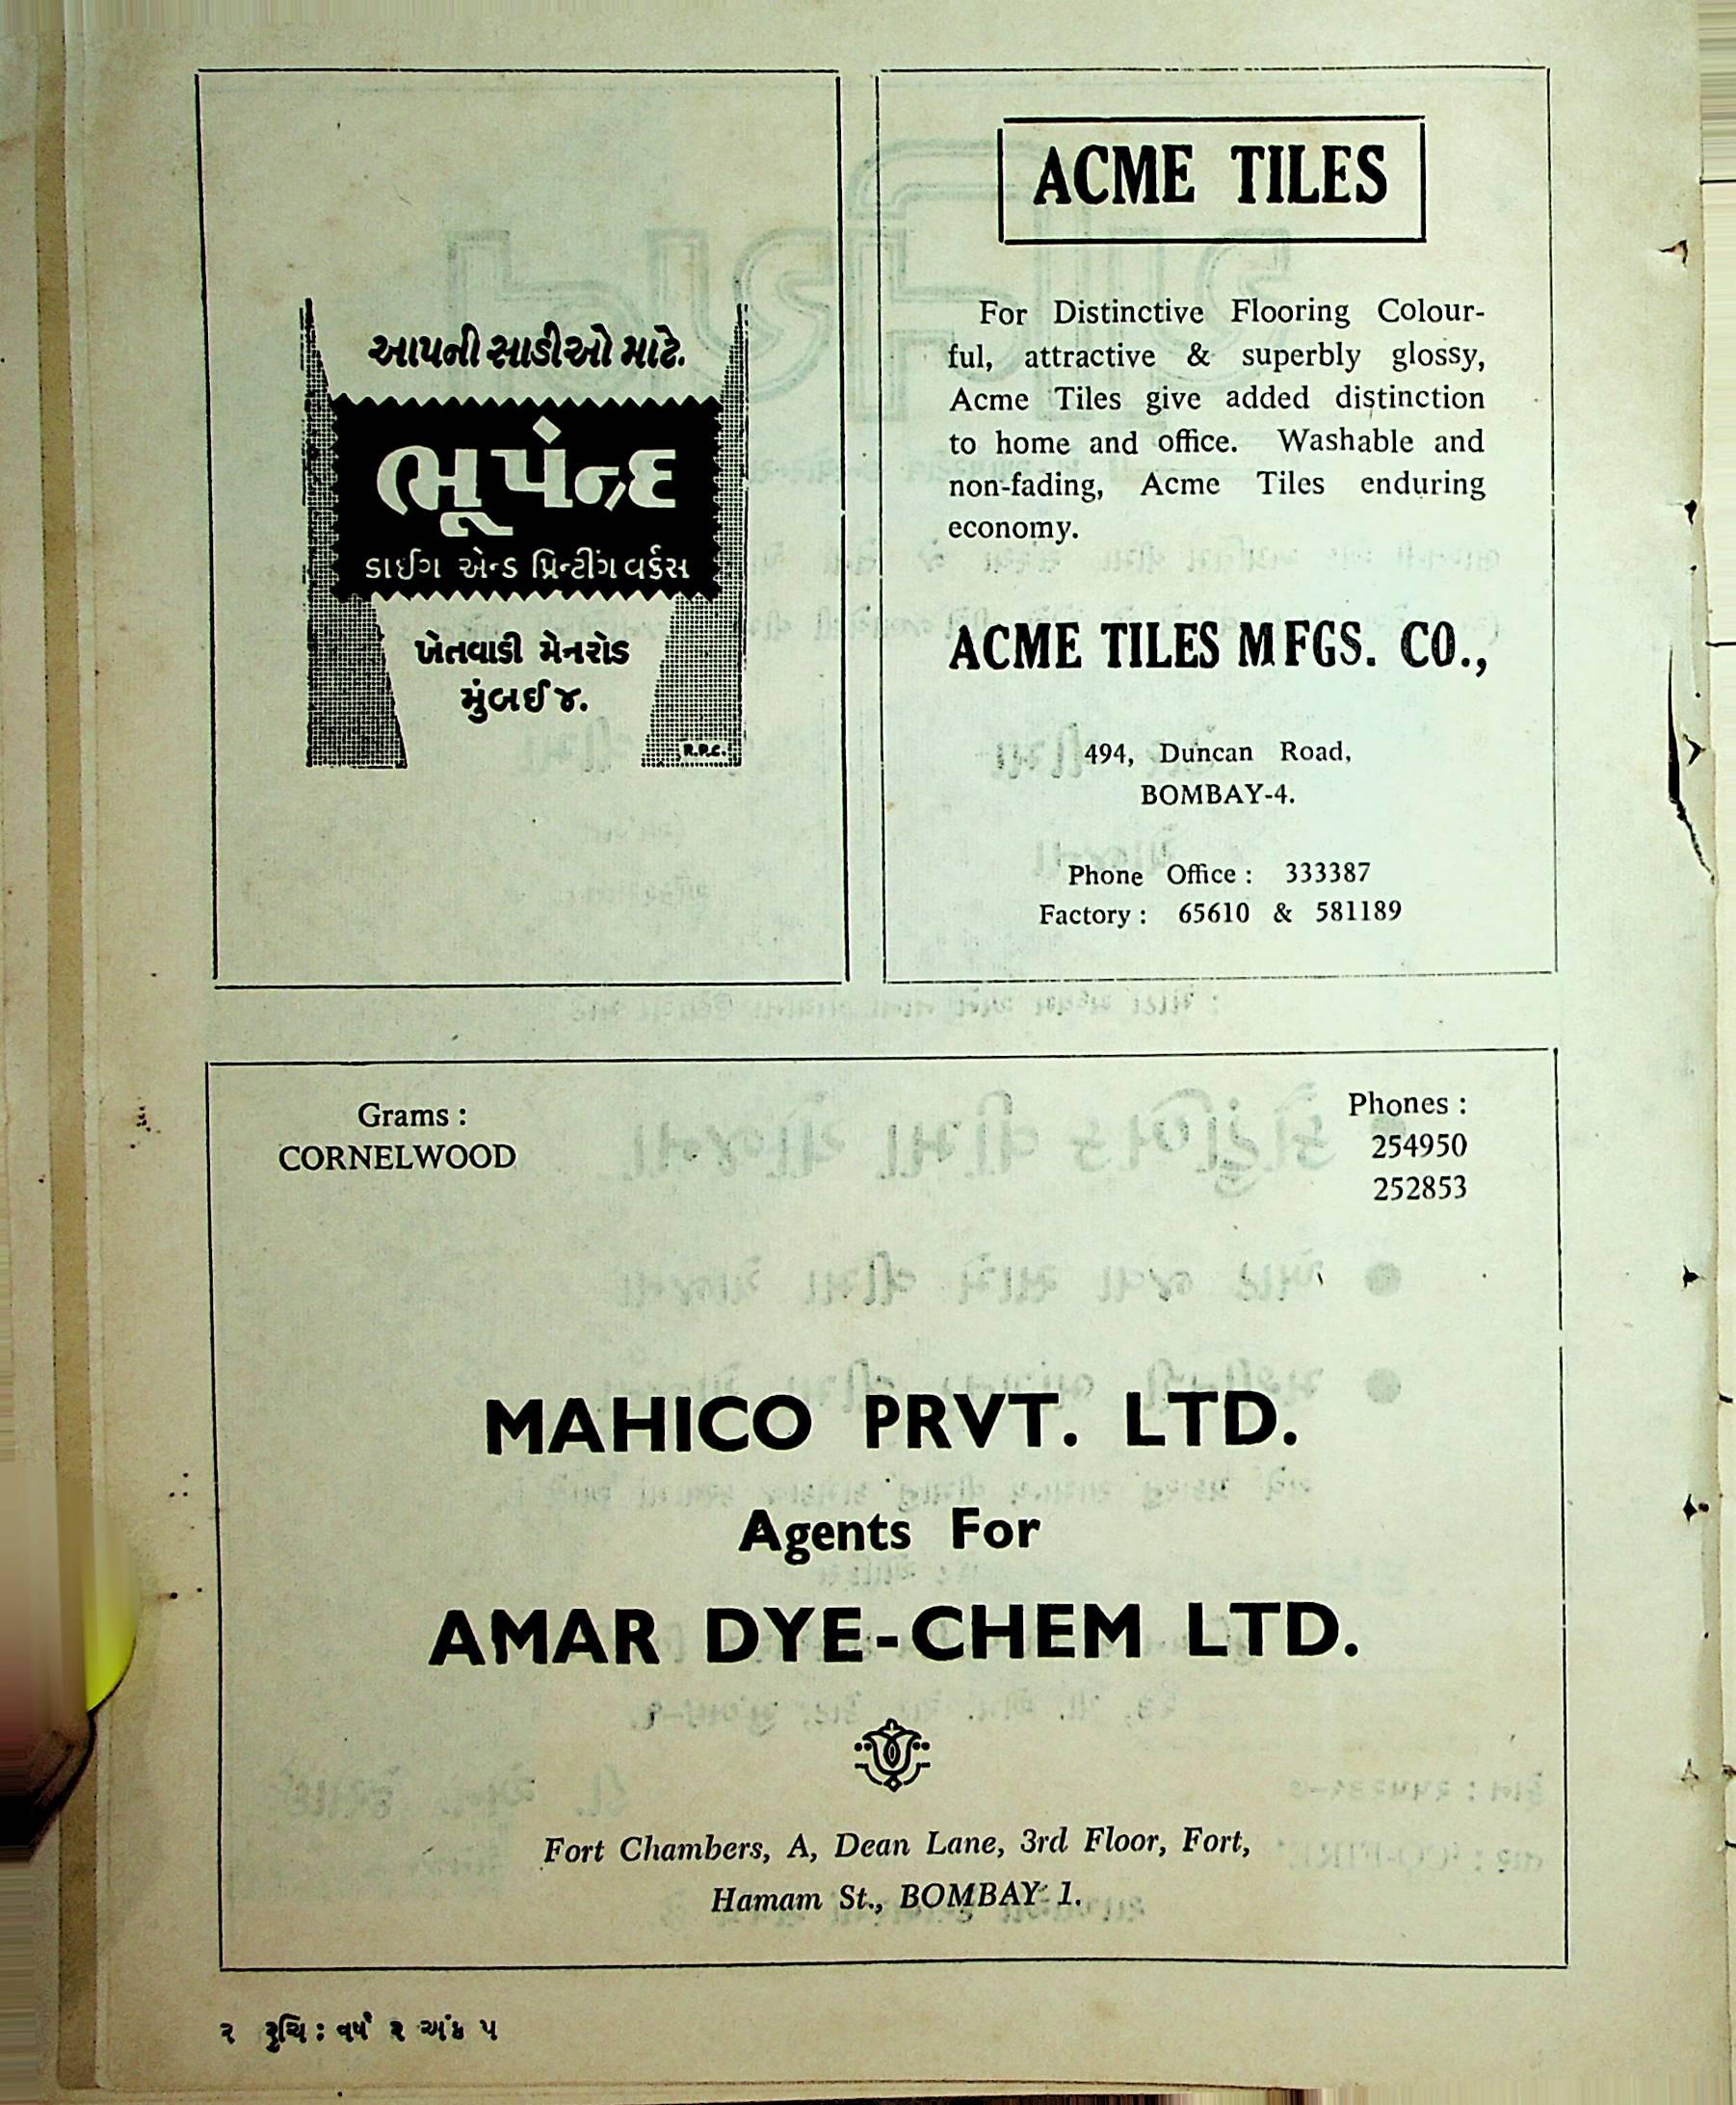 આપની સાડીઓ માટે.
ભૂપેન્દ્ર
ડાઈંગ એન્ડ પ્રિન્ટીંગ વર્કસ
ખેતવાડી મેનરોડ
મુંબઈ ૪.
R.P.C.
ACME TILES
For Distinctive Flooring Colour-
ful, attractive & superbly glossy,
Acme Tiles give added distinction
to home and office. Washable and
non-fading, Acme Tiles enduring
economy.
ACME TILES MFGS. CO.,
494, Duncan Road,
BOMBAY-4.
Phone Office : 333387
Factory : 65610 & 581189
Grams :
CORNELWOOD
Phones :
254950
252853
MAHICO PRVT. LTD.
Agents For
AMAR DYE-CHEM LTD.
Fort Chambers, A, Dean Lane, 3rd Floor, Fort,
Hamam St., BOMBAY 1.
૨ રુચિ : વર્ષ ૨ અંક ૫